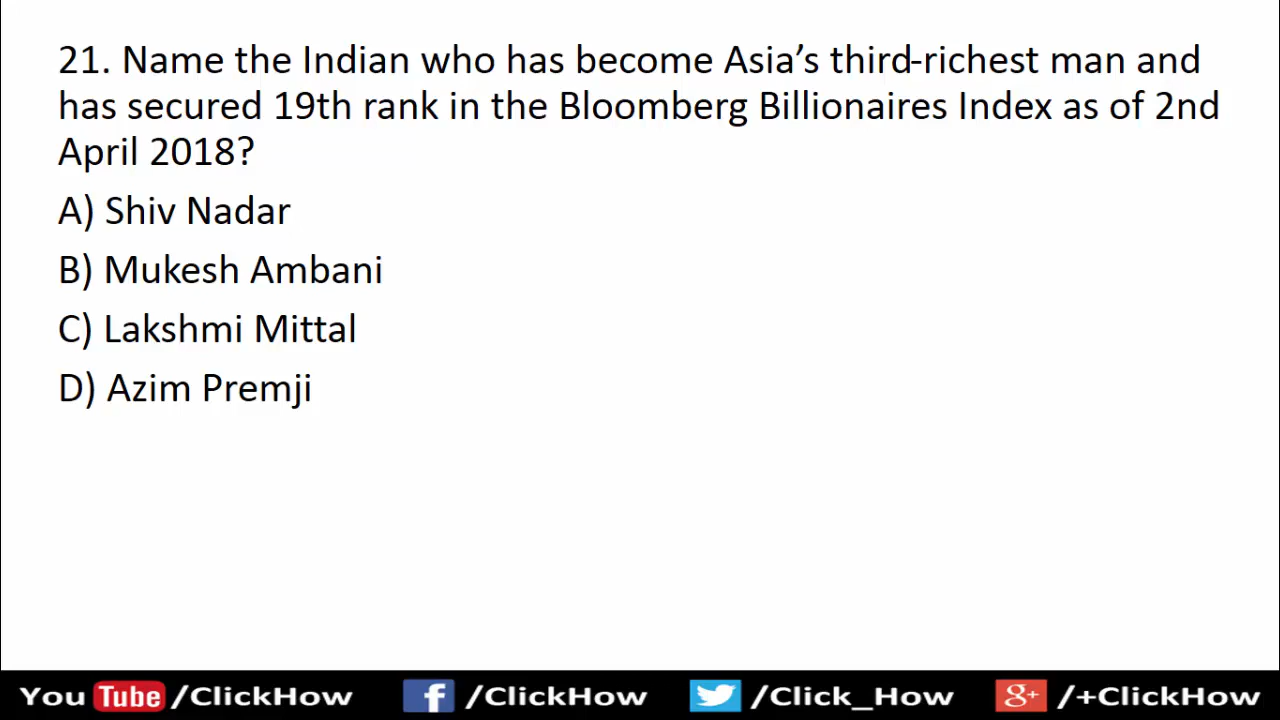 21. Name the Indian who has become Asia’s third-richest man and
has secured 19th rank in the Bloomberg Billionaires Index as of 2nd
April 2018?
A) Shiv Nadar
B) Mukesh Ambani
C) Lakshmi Mittal
D) Azim Premji
You Tube /ClickHow f /ClickHow /Click_How g+ /+ClickHow